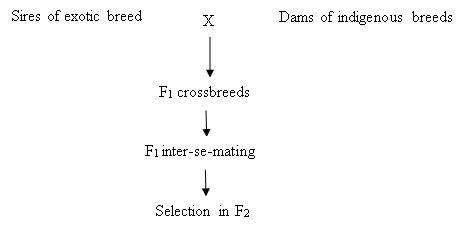 Sires of exotic breed X Dams of indigenous breeds
F1 crossbreeds
F1 inter-se-mating
Selection in F2